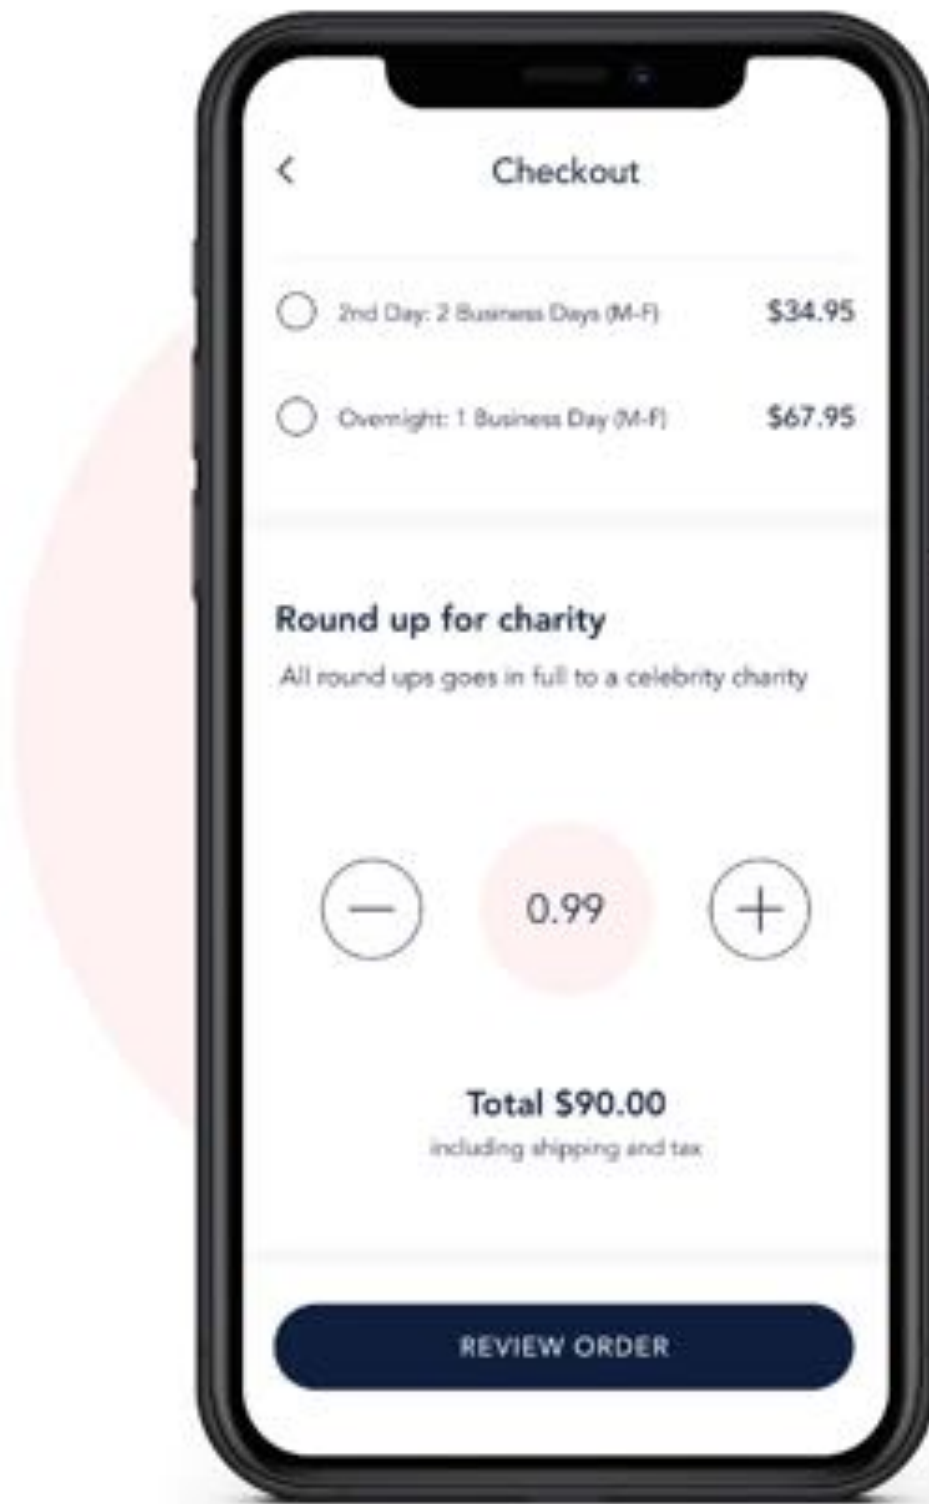 Checkout
2nd Day: 2 Business Days (M-F) $34.95
Overnight: 1 Business Day (M-F) $67.95
Round up for charity
All round ups goes in full to a celebrity charity
0.99
Total $90.00
including shipping and tax
REVIEW ORDER